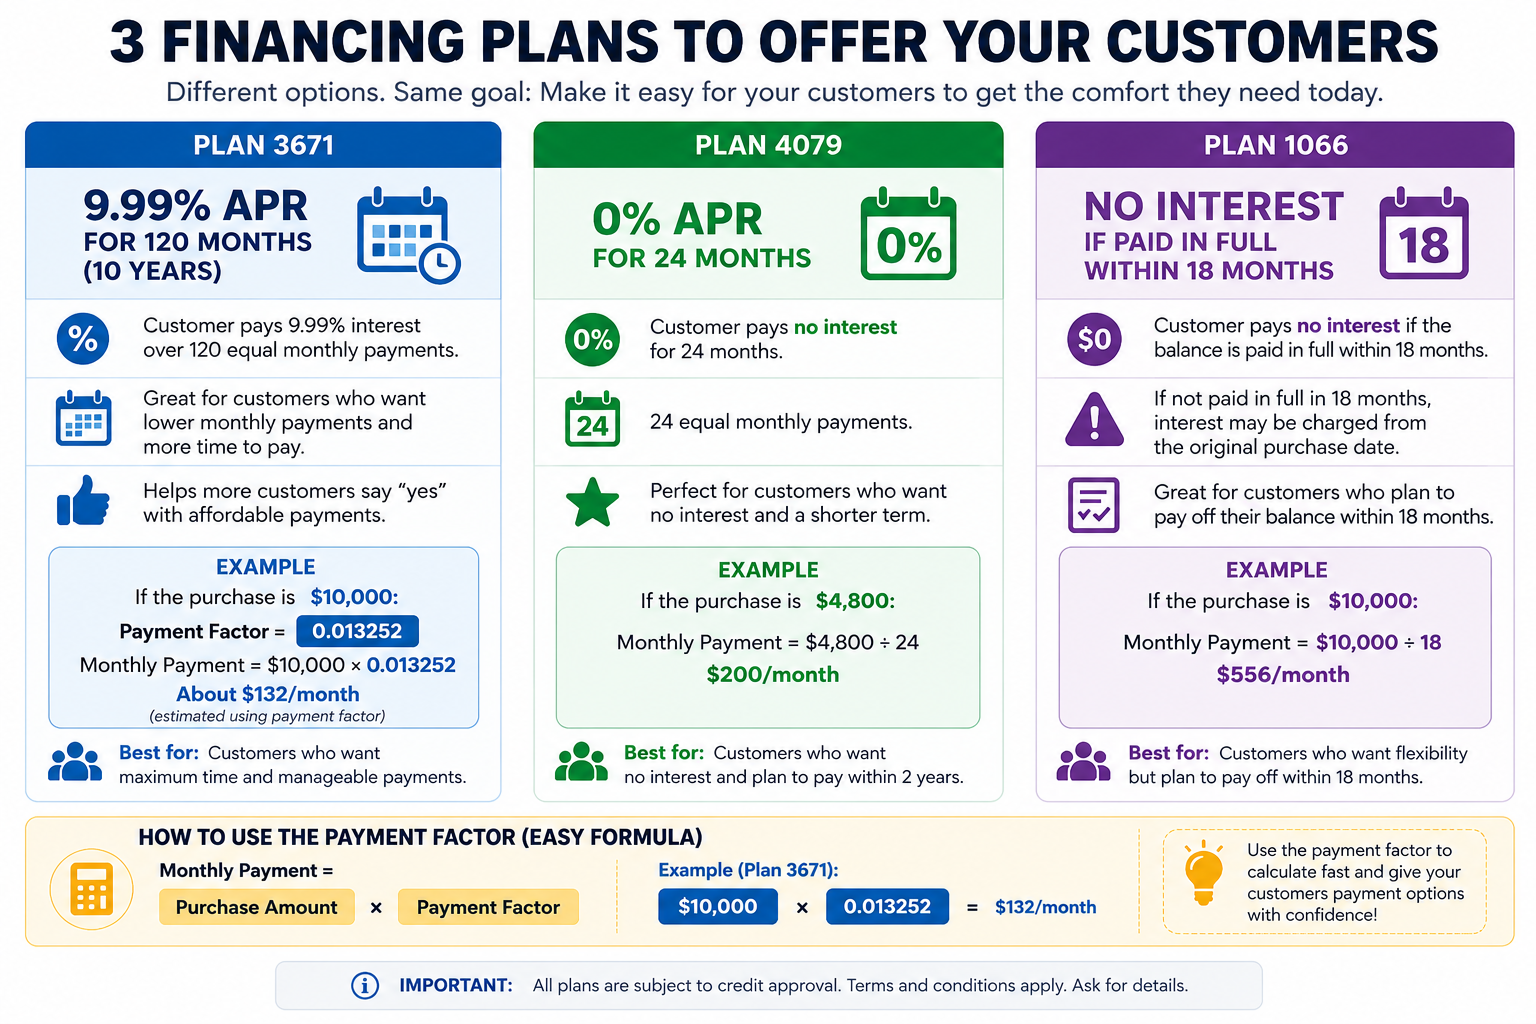 3 FINANCING PLANS TO OFFER YOUR CUSTOMERS
Different options. Same goal: Make it easy for your customers to get the comfort they need today.
PLAN 3671
9.99% APR
FOR 120 MONTHS
(10 YEARS)
%
Customer pays 9.99% interest
over 120 equal monthly payments.
Great for customers who want
lower monthly payments and
more time to pay.
Helps more customers say “yes”
with affordable payments.
EXAMPLE
If the purchase is $10,000:
Payment Factor = 0.013252
Monthly Payment = $10,000 × 0.013252
About $132/month
(estimated using payment factor)
Best for: Customers who want
maximum time and manageable payments.
PLAN 4079
0% APR
FOR 24 MONTHS
0%
0%
Customer pays no interest
for 24 months.
24
24 equal monthly payments.
Perfect for customers who want
no interest and a shorter term.
EXAMPLE
If the purchase is $4,800:
Monthly Payment = $4,800 ÷ 24
$200/month
Best for: Customers who want
no interest and plan to pay within 2 years.
PLAN 1066
NO INTEREST
IF PAID IN FULL
WITHIN 18 MONTHS
18
$0
Customer pays no interest if the
balance is paid in full within 18 months.
If not paid in full in 18 months,
interest may be charged from
the original purchase date.
Great for customers who plan to
pay off their balance within 18 months.
EXAMPLE
If the purchase is $10,000:
Monthly Payment = $10,000 ÷ 18
$556/month
Best for: Customers who want flexibility
but plan to pay off within 18 months.
HOW TO USE THE PAYMENT FACTOR (EASY FORMULA)
Monthly Payment =
Purchase Amount × Payment Factor
Example (Plan 3671):
$10,000 × 0.013252 = $132/month
Use the payment factor to
calculate fast and give your
customers payment options
with confidence!
IMPORTANT: All plans are subject to credit approval. Terms and conditions apply. Ask for details.